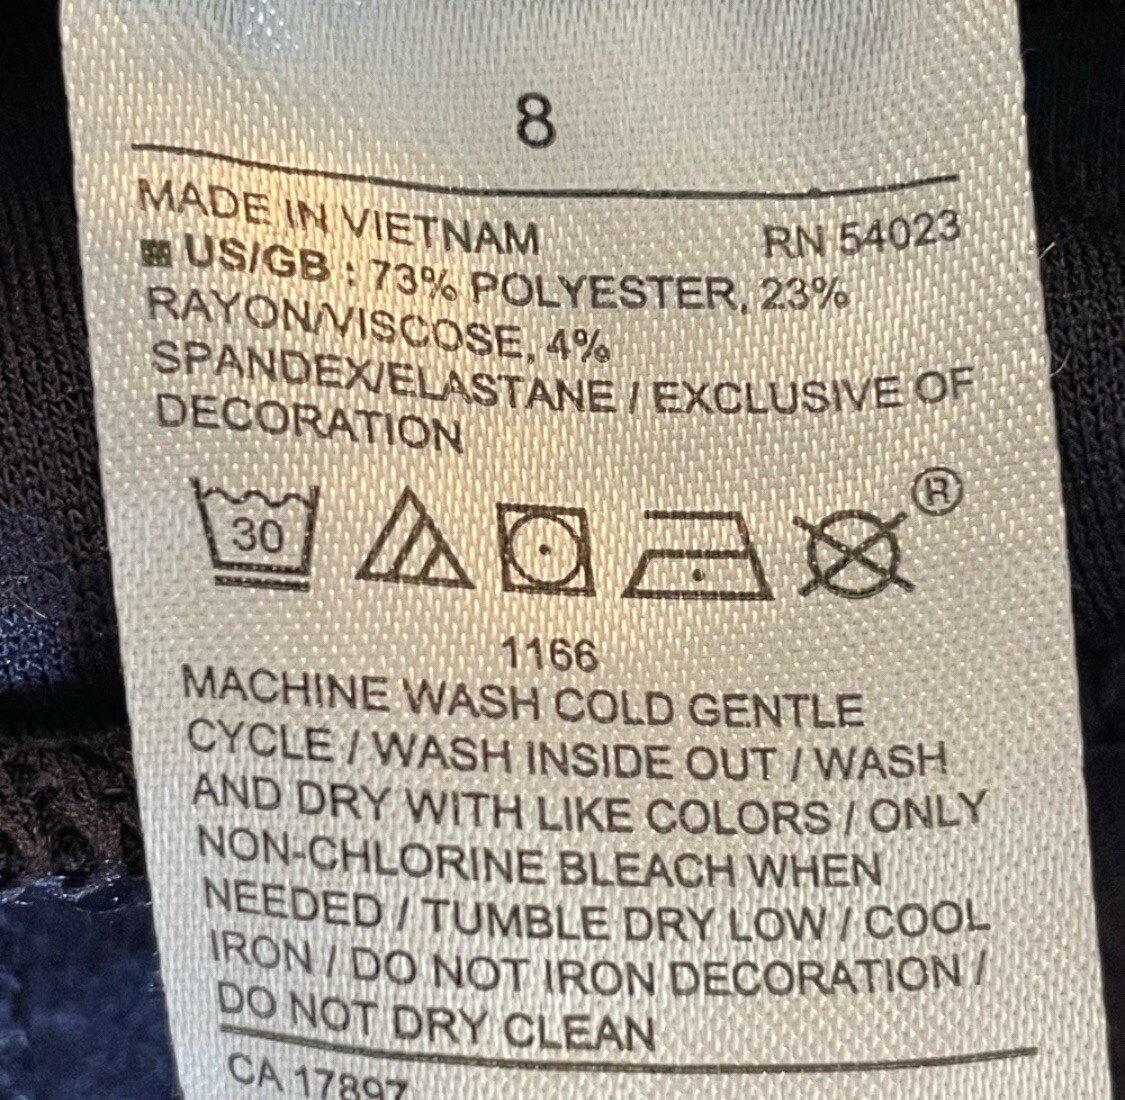 8
MADE IN VIETNAM RN 54023
US/GB : 73% POLYESTER, 23%
RAYON/VISCOSE, 4%
SPANDEX/ELASTANE / EXCLUSIVE OF
DECORATION
30 ®
1166
MACHINE WASH COLD GENTLE
CYCLE / WASH INSIDE OUT / WASH
AND DRY WITH LIKE COLORS / ONLY
NON-CHLORINE BLEACH WHEN
NEEDED / TUMBLE DRY LOW / COOL
IRON / DO NOT IRON DECORATION /
DO NOT DRY CLEAN
CA 17897